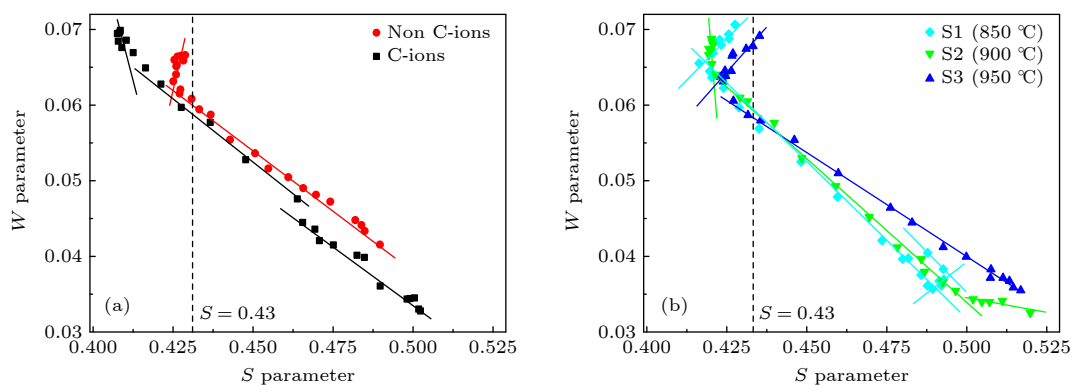 0.07
0.06
0.05
0.04
0.03
W parameter
Non C-ions
C-ions
(a)
S = 0.43
0.400
0.425
0.450
0.475
0.500
0.525
S parameter
0.07
0.06
0.05
0.04
0.03
W parameter
S1 (850 ℃)
S2 (900 ℃)
S3 (950 ℃)
(b)
S = 0.43
0.400
0.425
0.450
0.475
0.500
0.525
S parameter